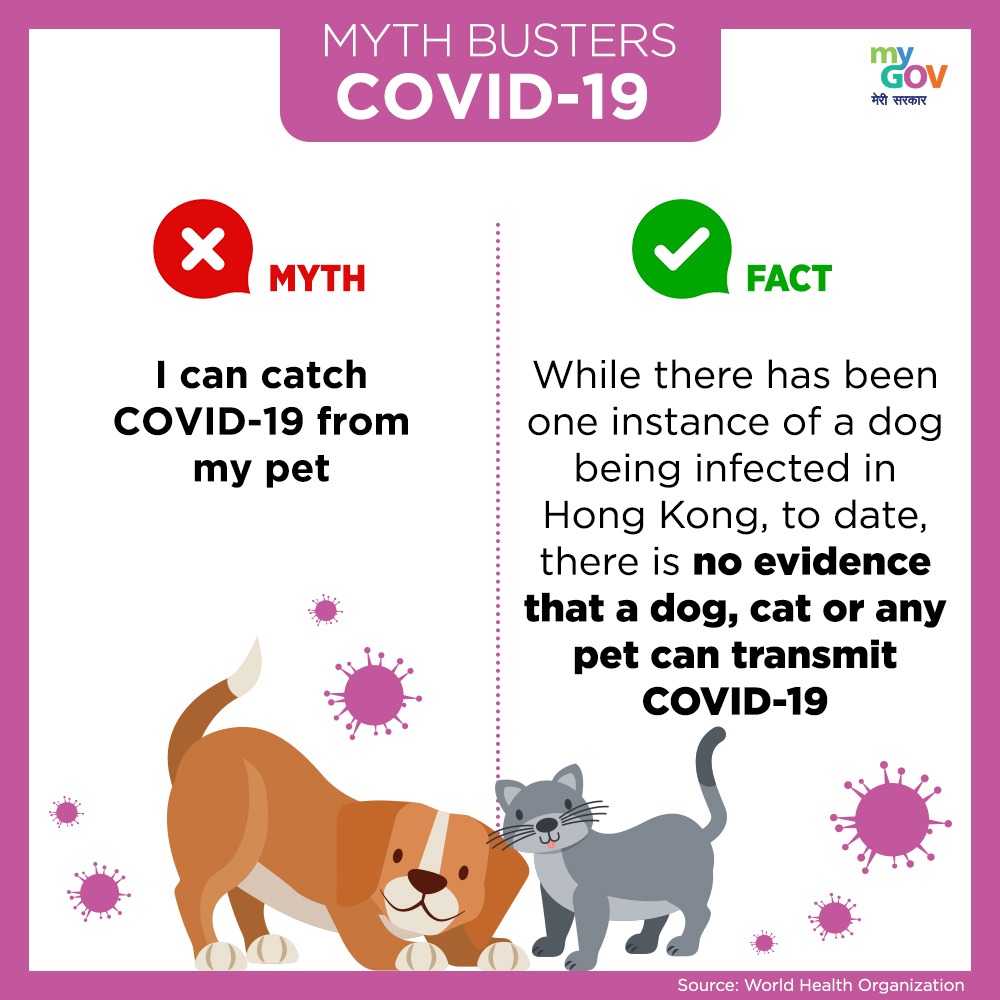 MYTH BUSTERS
COVID-19
my
GOV
मेरी सरकार
MYTH
I can catch
COVID-19 from
my pet
FACT
While there has been
one instance of a dog
being infected in
Hong Kong, to date,
there is no evidence
that a dog, cat or any
pet can transmit
COVID-19
Source: World Health Organization